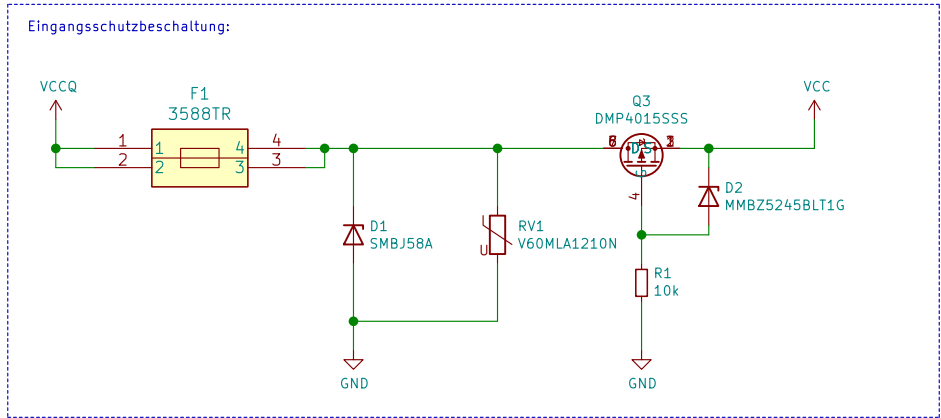 Eingangsschutzbeschaltung:
VCCQ
F1
3588TR
1
2
1
2
4
3
4
3
D1
SMBJ58A
GND
RV1
V60MLA1210N
U
Q3
DMP4015SSS
D
S
G
4
R1
10k
GND
VCC
D2
MMBZ5245BLT1G